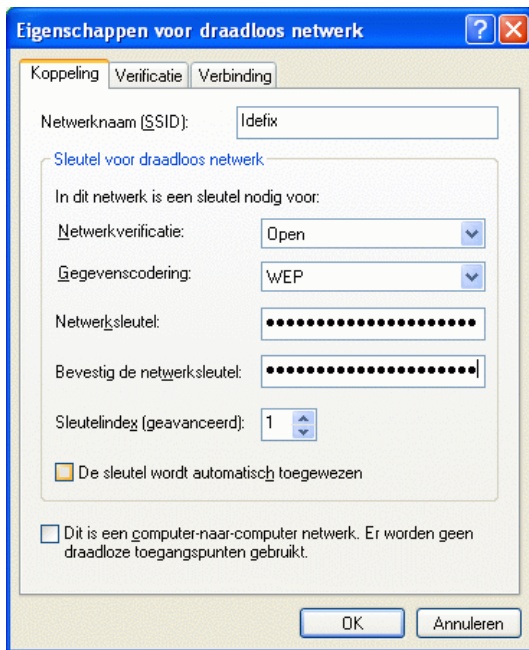 Eigenschappen voor draadloos netwerk
Koppeling Verificatie Verbinding
Netwerknaam (SSID): Idefix
Sleutel voor draadloos netwerk
In dit netwerk is een sleutel nodig voor:
Netwerkverificatie: Open
Gegevenscodering: WEP
Netwerksleutel:
Bevestig de netwerksleutel:
Sleutelindex (geavanceerd): 1
De sleutel wordt automatisch toegewezen
Dit is een computer-naar-computer netwerk. Er worden geen
draadloze toegangspunten gebruikt.
OK Annuleren